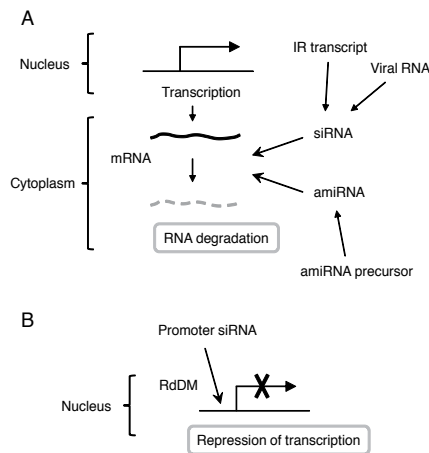 A
Nucleus
IR transcript
Viral RNA
Transcription
siRNA
mRNA
Cytoplasm
amiRNA
RNA degradation
amiRNA precursor
B
Promoter siRNA
RdDM
Nucleus
Repression of transcription